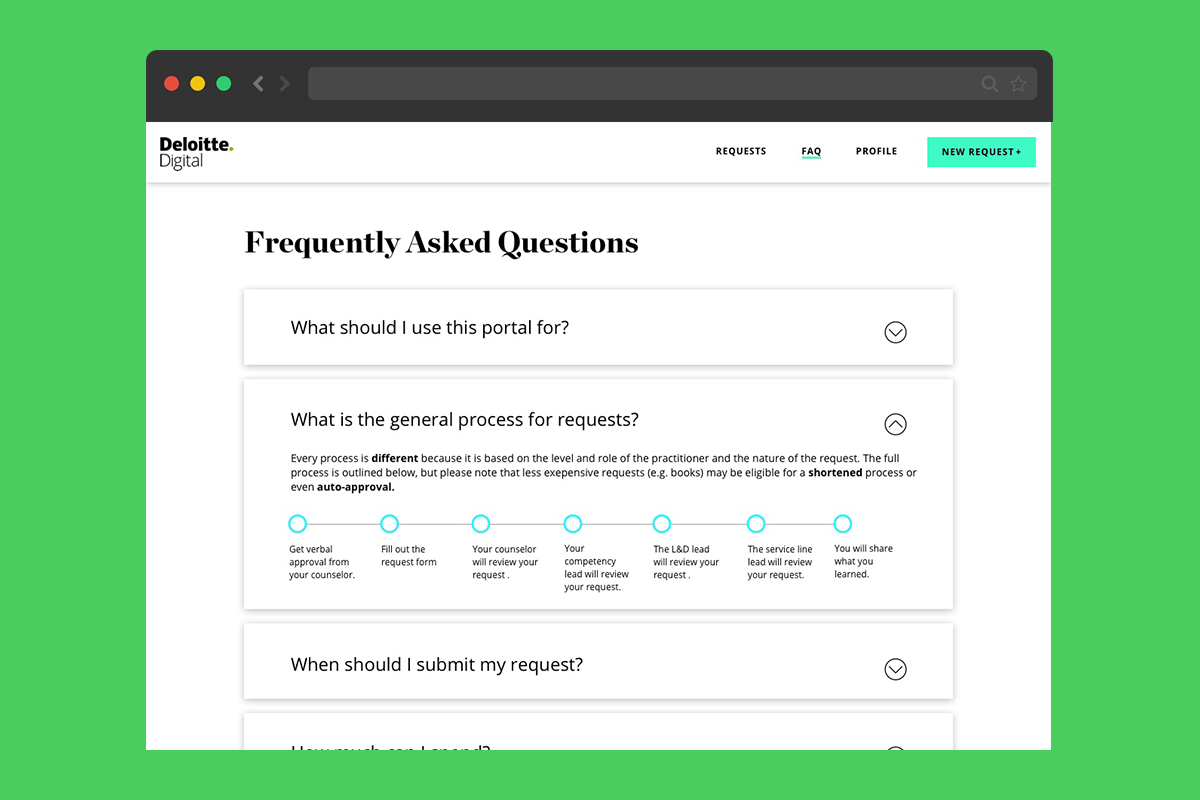 Deloitte.
Digital
REQUESTS
FAQ
PROFILE
NEW REQUEST+
Frequently Asked Questions
What should I use this portal for?
What is the general process for requests?
Every process is different because it is based on the level and role of the practitioner and the nature of the request. The full
process is outlined below, but please note that less exepensive requests (e.g. books) may be eligible for a shortened process or
even auto-approval.
Get verbal
approval from
your counselor.
Fill out the
request form
Your counselor
will review your
request .
Your
competency
lead will review
your request.
The L&D lead
will review your
request .
The service line
lead will review
your request.
You will share
what you
learned.
When should I submit my request?
How much can I spend?